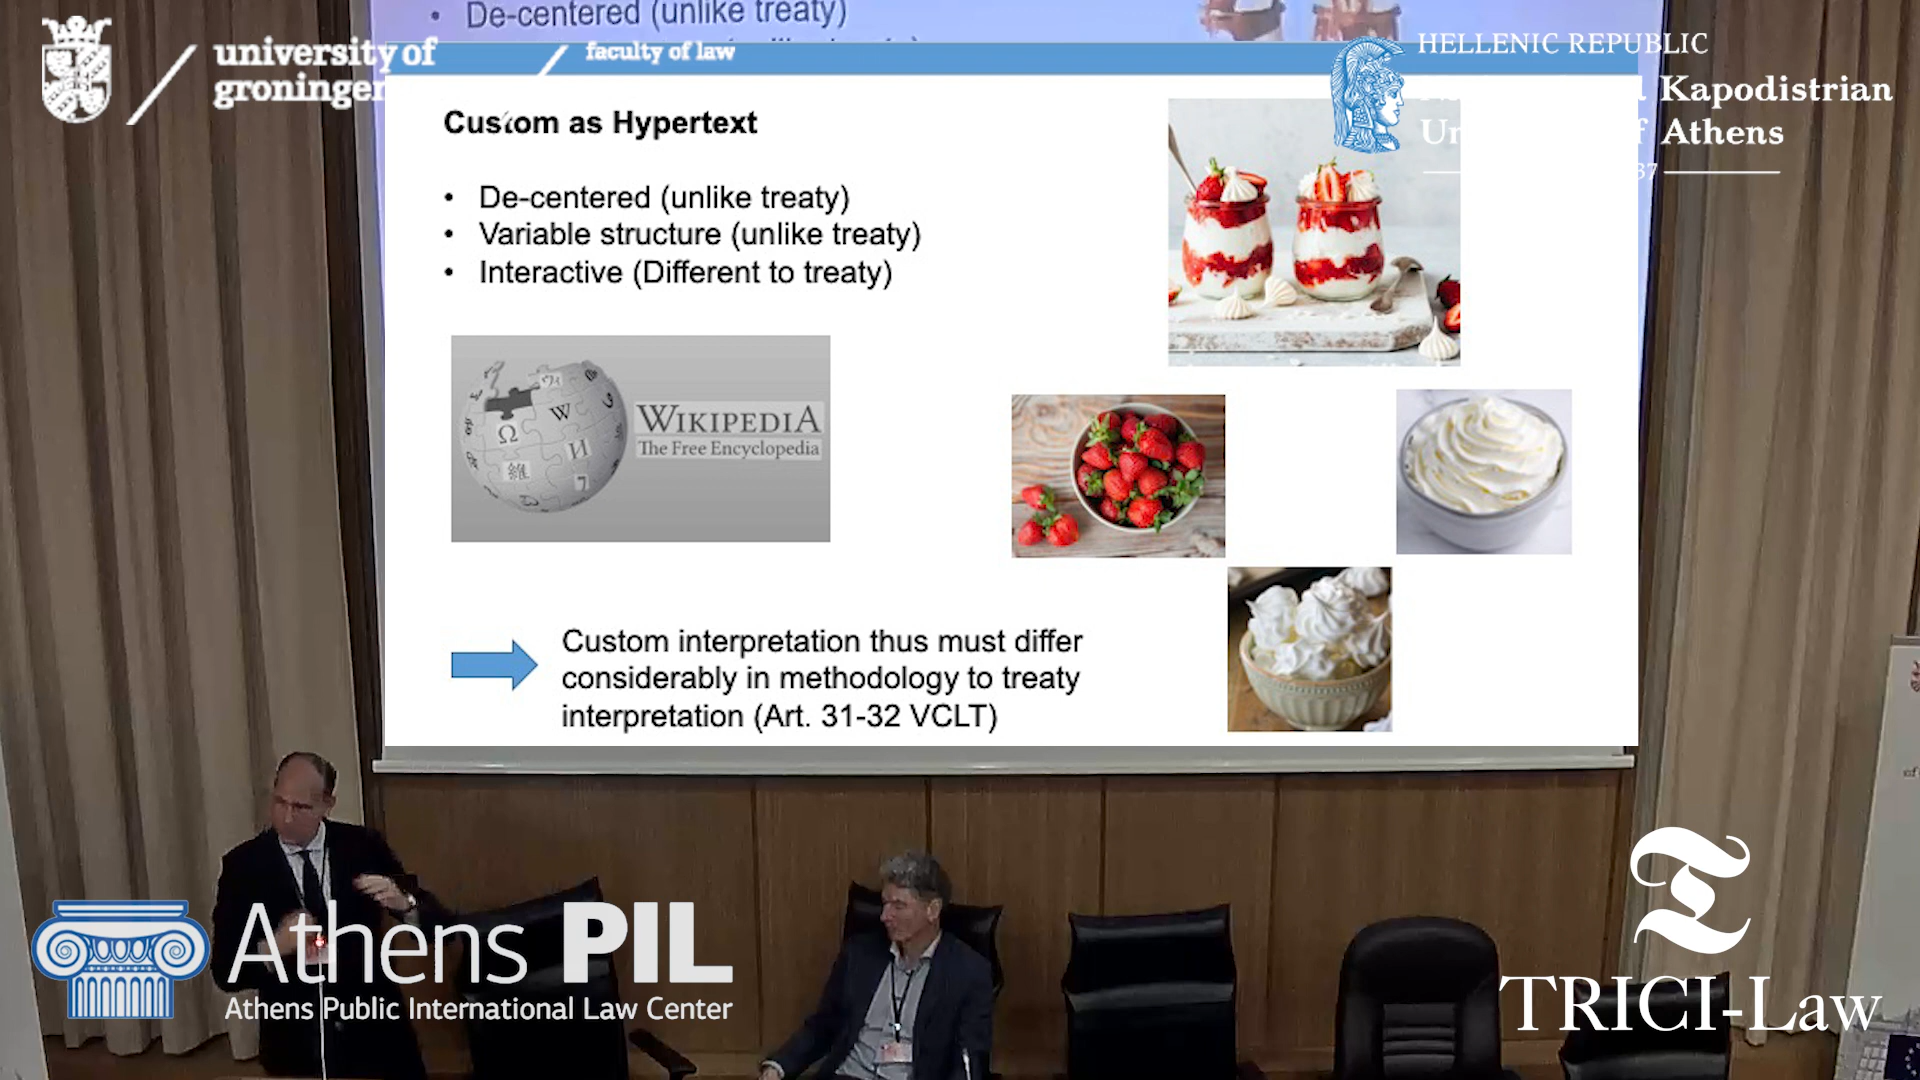 De-centered (unlike treaty)
university of
groningen
faculty of law
HELLENIC REPUBLIC
Kapodistrian
Athens
37
Custom as Hypertext
• De-centered (unlike treaty)
• Variable structure (unlike treaty)
• Interactive (Different to treaty)
WIKIPEDIA
The Free Encyclopedia
Custom interpretation thus must differ
considerably in methodology to treaty
interpretation (Art. 31-32 VCLT)
Athens PIL
Athens Public International Law Center
TRICI-Law